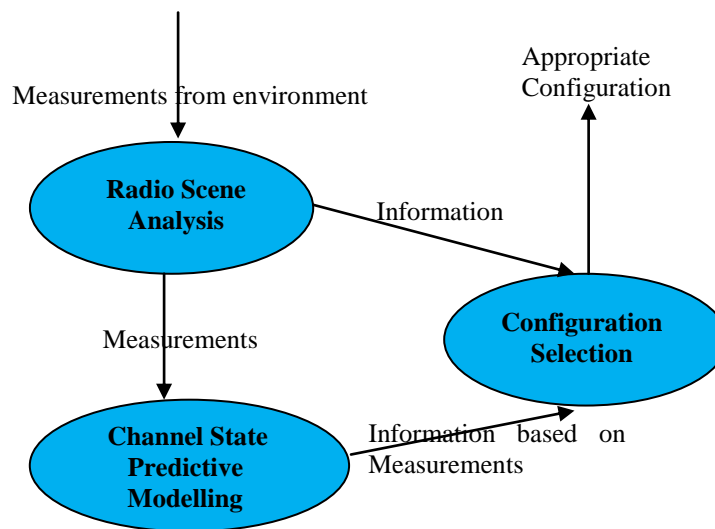 Appropriate
Configuration
Measurements from environment
Radio Scene
Analysis
Information
Configuration
Selection
Measurements
Channel State
Predictive
Modelling
Information based on
Measurements